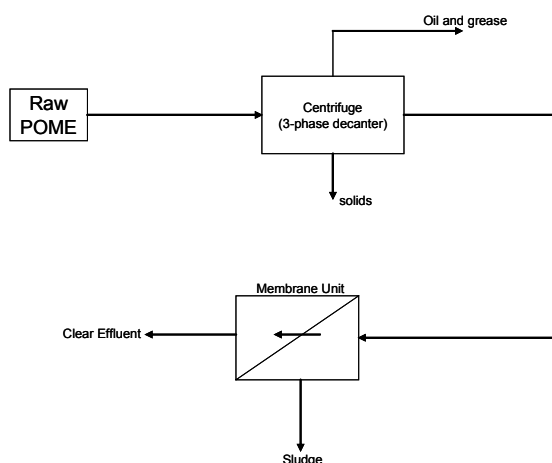 Oil and grease
Raw
POME
Centrifuge
(3-phase decanter)
solids
Membrane Unit
Clear Effluent
Sludge